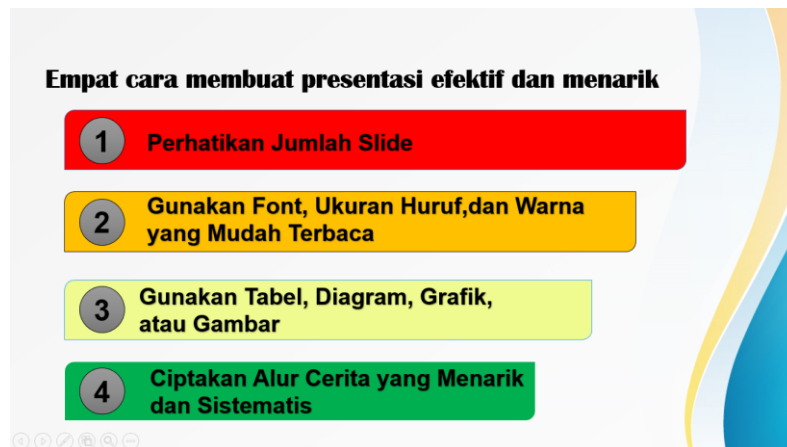 Empat cara membuat presentasi efektif dan menarik
1 Perhatikan Jumlah Slide
2 Gunakan Font, Ukuran Huruf,dan Warna
yang Mudah Terbaca
3 Gunakan Tabel, Diagram, Grafik,
atau Gambar
4 Ciptakan Alur Cerita yang Menarik
dan Sistematis